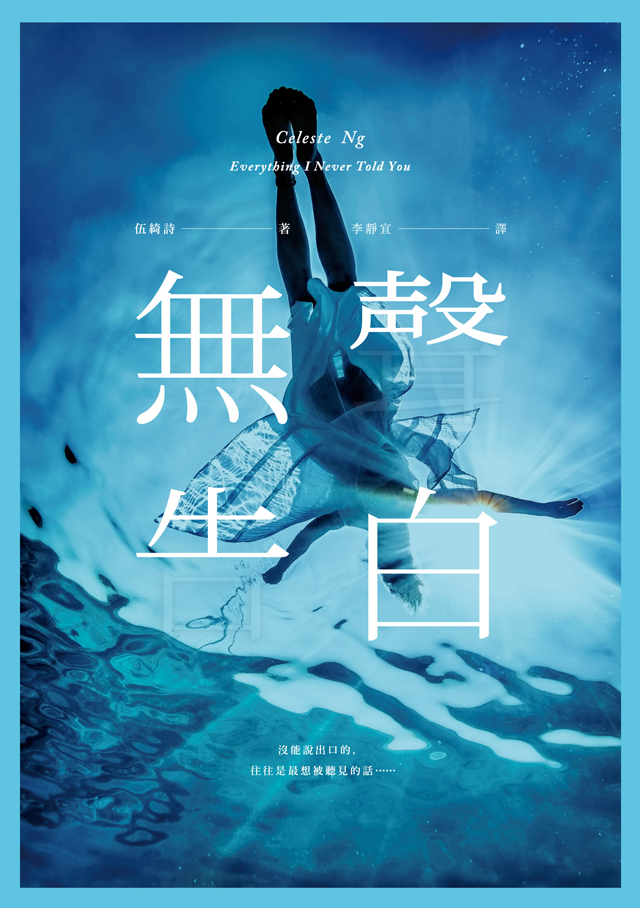 Celeste Ng
Everything I Never Told You
伍綺詩 著 李靜宜 譯
無聲
告白
沒能說出口的，
往往是最想被聽見的話……